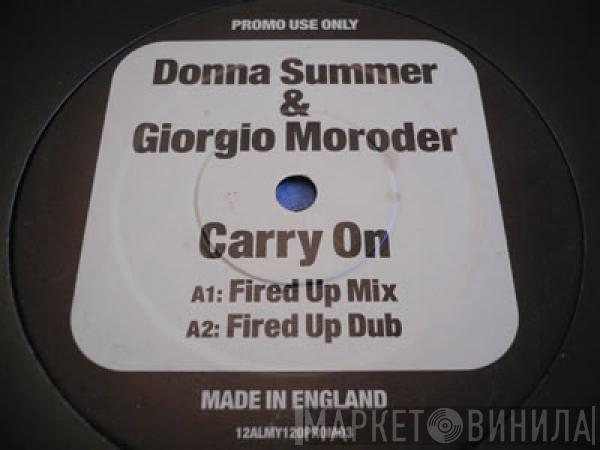 PROMO USE ONLY
Donna Summer
&
Giorgio Moroder
Carry On
A1: Fired Up Mix
A2: Fired Up Dub
MADE IN ENGLAND
12ALMY120PROM03
МАРКЕТ ВИНИЛА